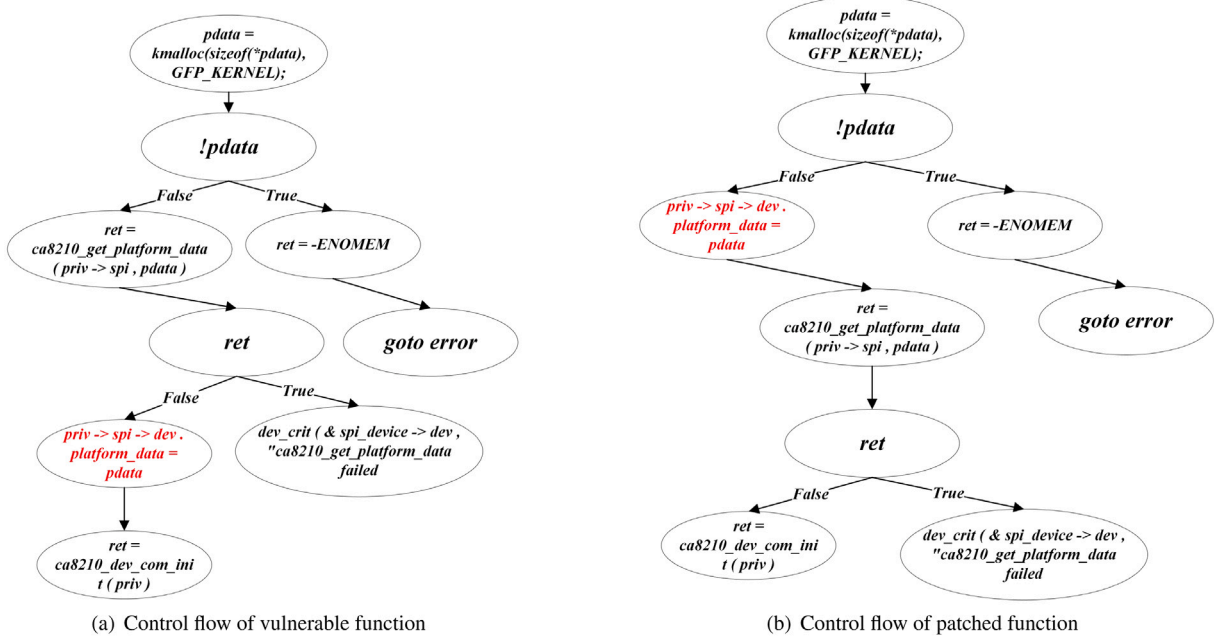 pdata =
kmalloc(sizeof(*pdata),
GFP_KERNEL);
!pdata
False
True
ret =
ca8210_get_platform_data
( priv -> spi , pdata )
ret = -ENOMEM
ret
goto error
False
True
priv -> spi -> dev .
platform_data =
pdata
dev_crit ( & spi_device -> dev ,
"ca8210_get_platform_data
failed
ret =
ca8210_dev_com_ini
t ( priv )
(a) Control flow of vulnerable function
pdata =
kmalloc(sizeof(*pdata),
GFP_KERNEL);
!pdata
False
True
priv -> spi -> dev .
platform_data =
pdata
ret = -ENOMEM
ret =
ca8210_get_platform_data
( priv -> spi , pdata )
goto error
ret
False
True
ret =
ca8210_dev_com_ini
t ( priv )
dev_crit ( & spi_device -> dev ,
"ca8210_get_platform_data
failed
(b) Control flow of patched function